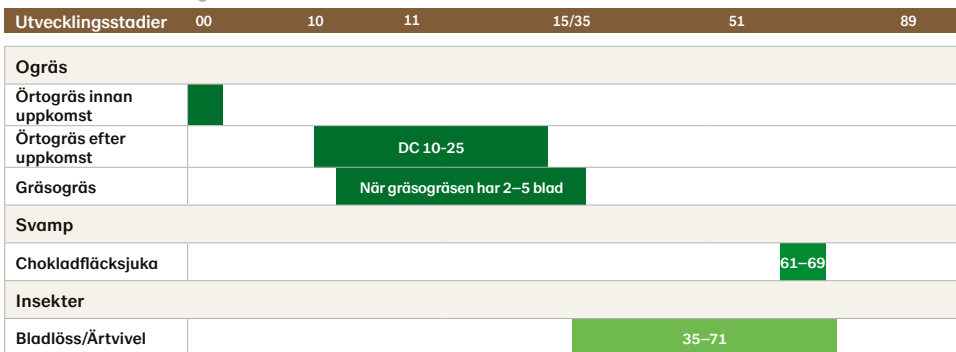 Utvecklingsstadier 00 10 11 15/35 51 89
Ogräs
Örtogräs innan
uppkomst
Örtogräs efter
uppkomst
DC 10-25
Gräsogräs När gräsogräsen har 2–5 blad
Svamp
Chokladfläcksjuka 61–69
Insekter
Bladlöss/Ärtvivel 35–71